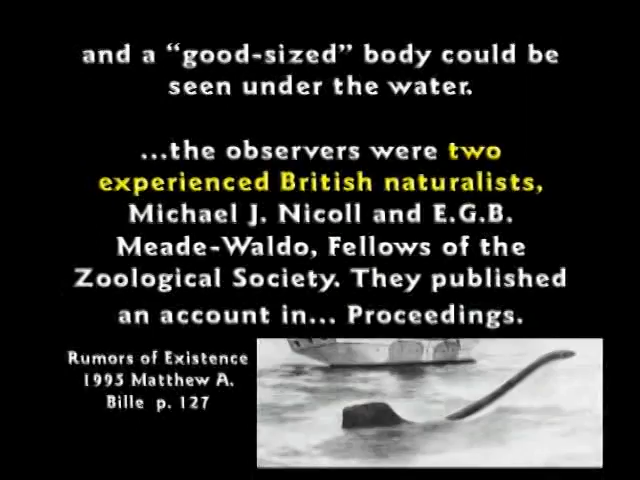 and a “good-sized” body could be
seen under the water.
...the observers were two
experienced British naturalists,
Michael J. Nicoll and E.G.B.
Meade-Waldo, Fellows of the
Zoological Society. They published
an account in... Proceedings.
Rumors of Existence
1995 Matthew A.
Bille p. 127